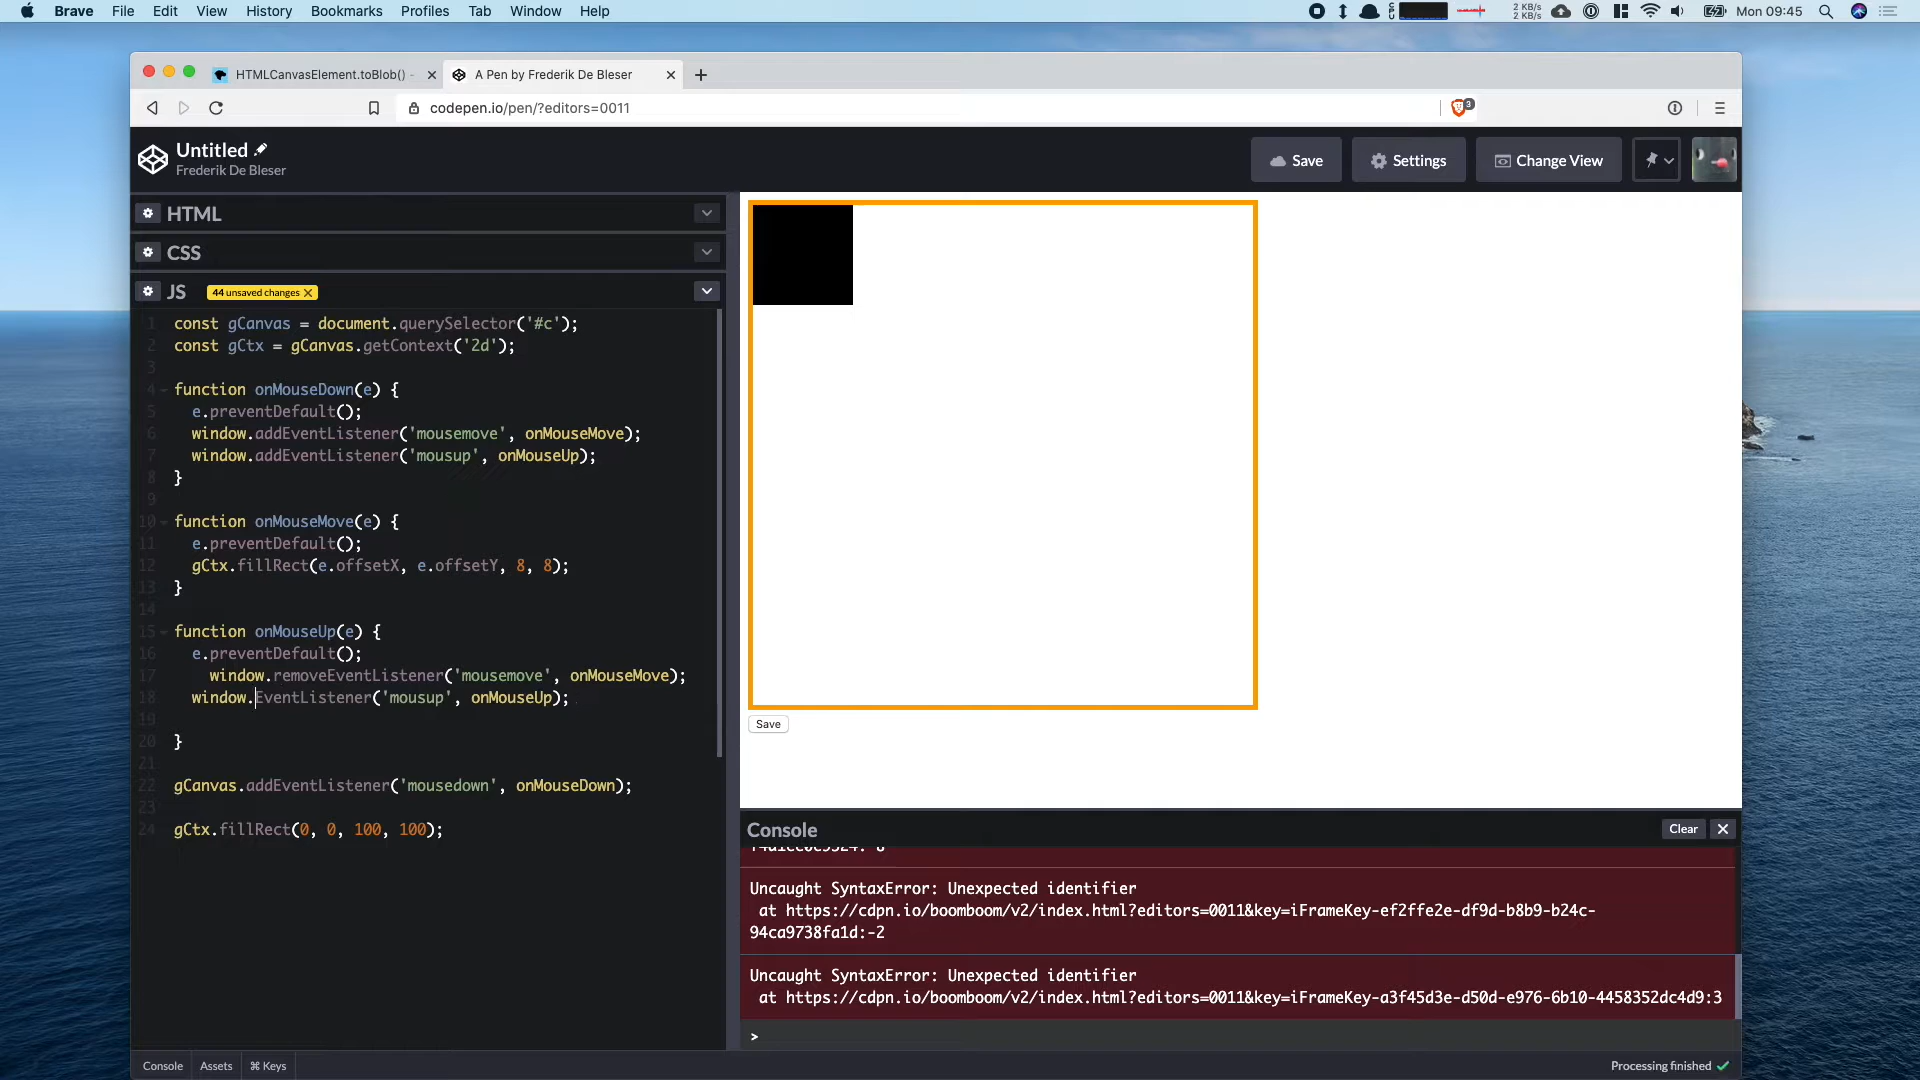 Brave File Edit View History Bookmarks Profiles Tab Window Help
2 KB/s
2 KB/s
Mon 09:45
HTMLCanvasElement.toBlob() -
A Pen by Frederik De Bleser
codepen.io/pen/?editors=0011
3
Untitled
Frederik De Bleser
Save
Settings
Change View
HTML
CSS
JS
44 unsaved changes
1 const gCanvas = document.querySelector('#c');
2 const gCtx = gCanvas.getContext('2d');
3
4 function onMouseDown(e) {
5 e.preventDefault();
6 window.addEventListener('mousemove', onMouseMove);
7 window.addEventListener('mousup', onMouseUp);
8 }
9
10 function onMouseMove(e) {
11 e.preventDefault();
12 gCtx.fillRect(e.offsetX, e.offsetY, 8, 8);
13 }
14
15 function onMouseUp(e) {
16 e.preventDefault();
17 window.removeEventListener('mousemove', onMouseMove);
18 window.EventListener('mousup', onMouseUp);
19
20 }
21
22 gCanvas.addEventListener('mousedown', onMouseDown);
23
24 gCtx.fillRect(0, 0, 100, 100);
Save
Console
Clear
Uncaught SyntaxError: Unexpected identifier
at https://cdpn.io/boomboom/v2/index.html?editors=0011&key=iFrameKey-ef2ffe2e-df9d-b8b9-b24c-
94ca9738fa1d:-2
Uncaught SyntaxError: Unexpected identifier
at https://cdpn.io/boomboom/v2/index.html?editors=0011&key=iFrameKey-a3f45d3e-d50d-e976-6b10-4458352dc4d9:3
>
Console
Assets
⌘ Keys
Processing finished